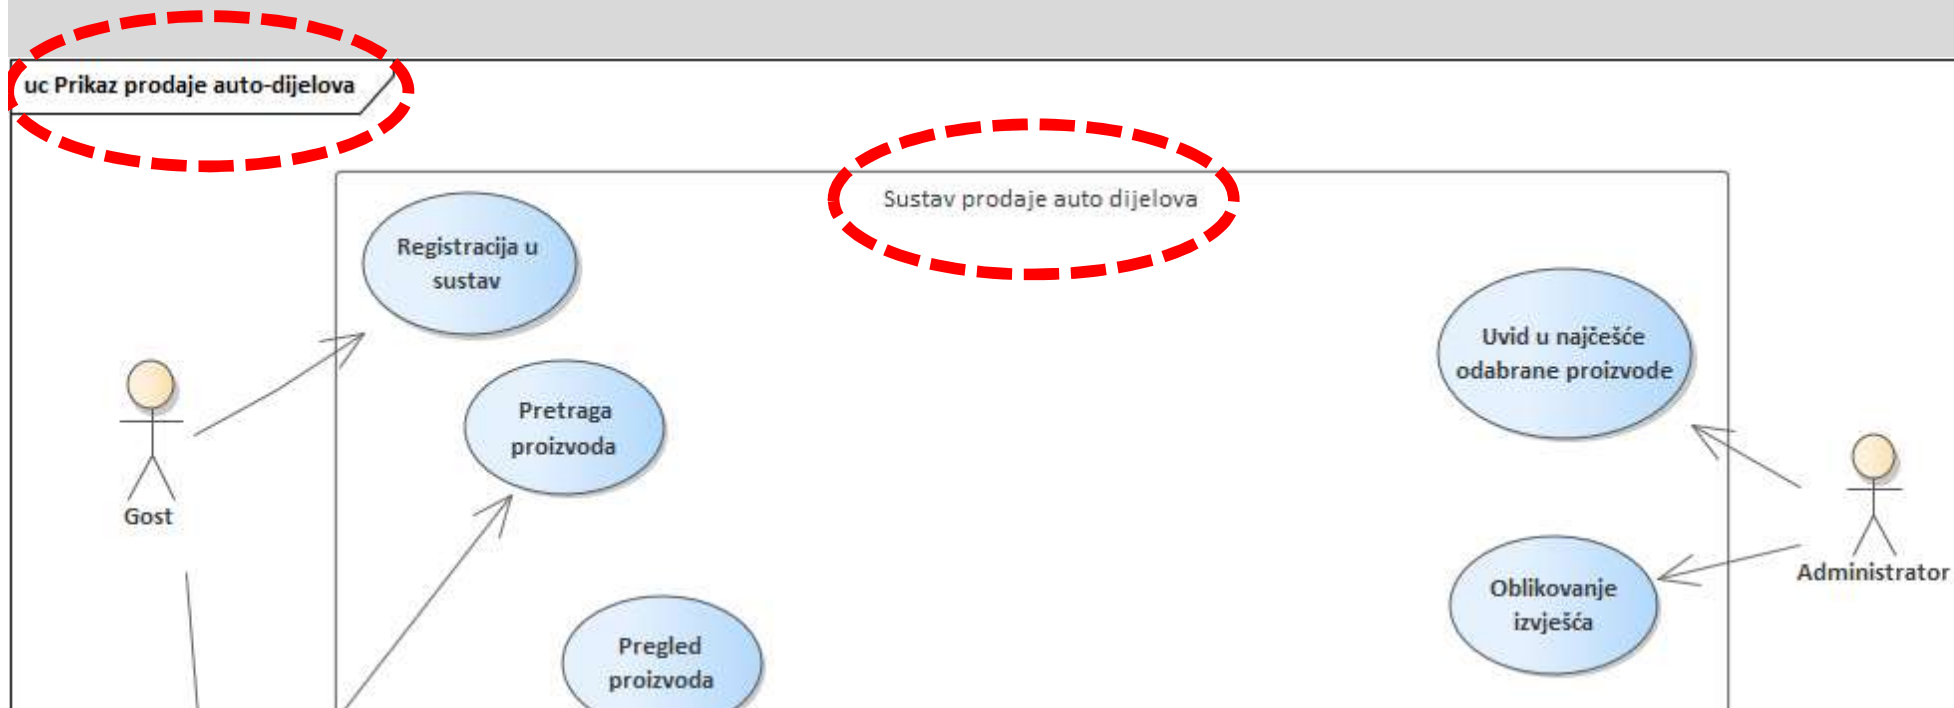 uc Prikaz prodaje auto-dijelova
Sustav prodaje auto dijelova
Registracija u
sustav
Uvid u najčešće
odabrane proizvode
Pretraga
proizvoda
Gost
Administrator
Oblikovanje
izvješća
Pregled
proizvoda